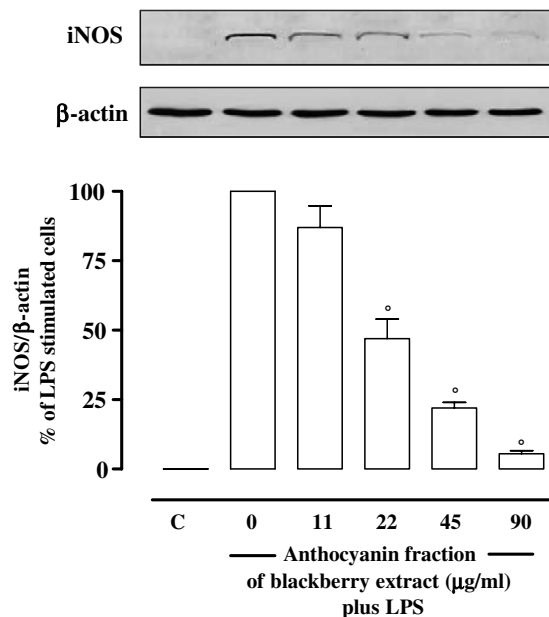 iNOS
β-actin
iNOS/β-actin
% of LPS stimulated cells
100
75
50
25
0
C 0 11 22 45 90
Anthocyanin fraction
of blackberry extract (μg/ml)
plus LPS